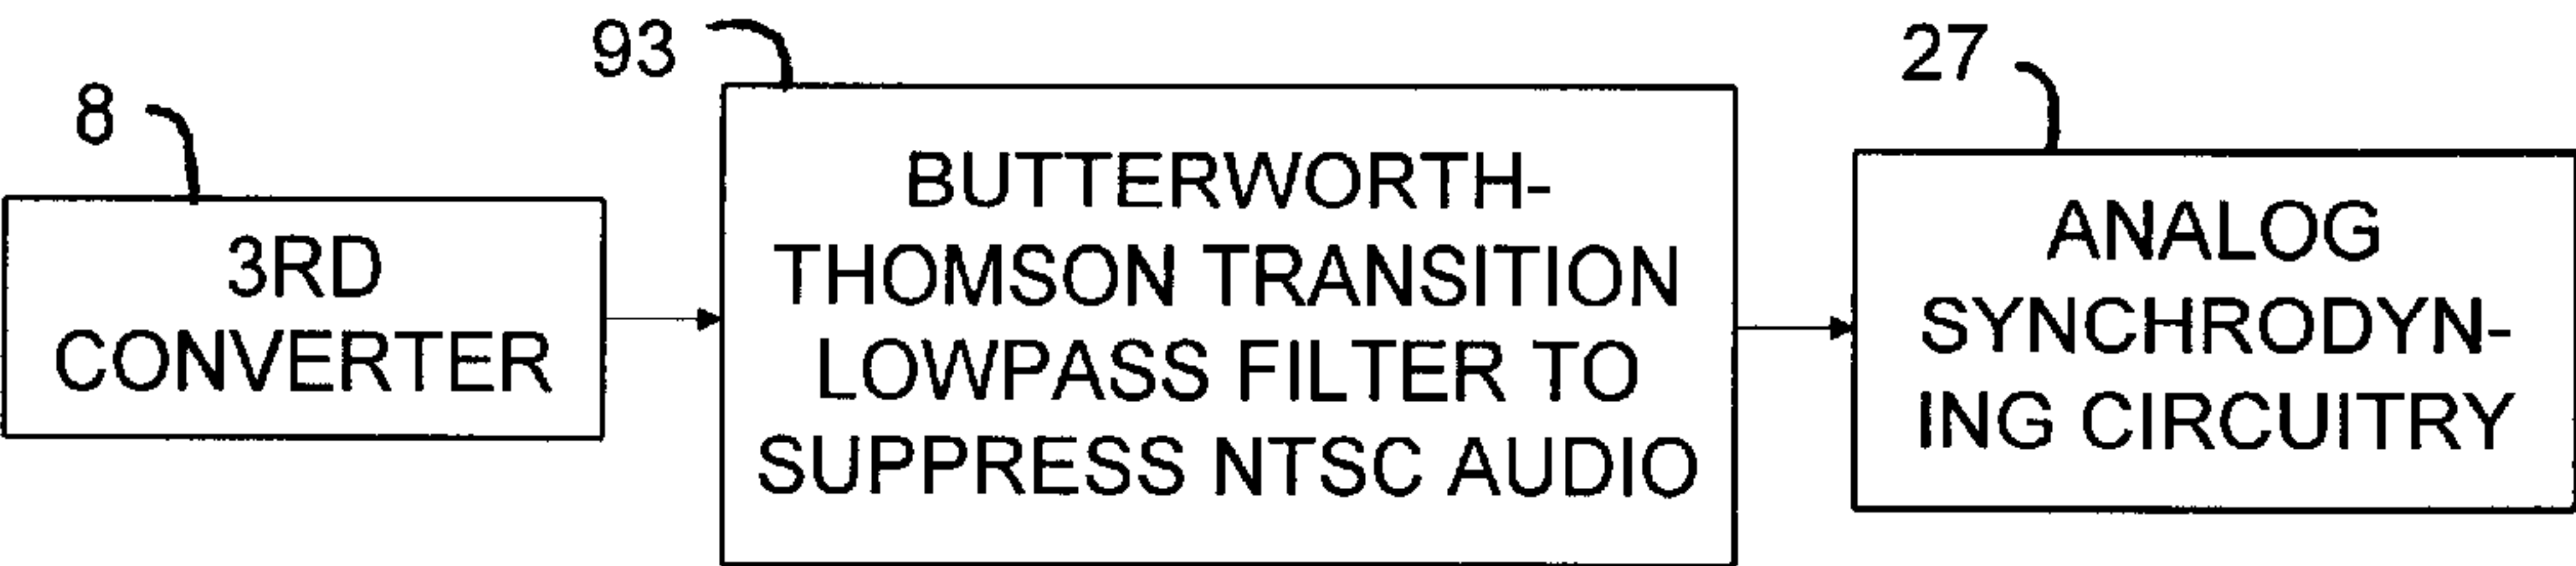 8
3RD
CONVERTER
93
BUTTERWORTH-
THOMSON TRANSITION
LOWPASS FILTER TO
SUPPRESS NTSC AUDIO
27
ANALOG
SYNCHRODYN-
ING CIRCUITRY